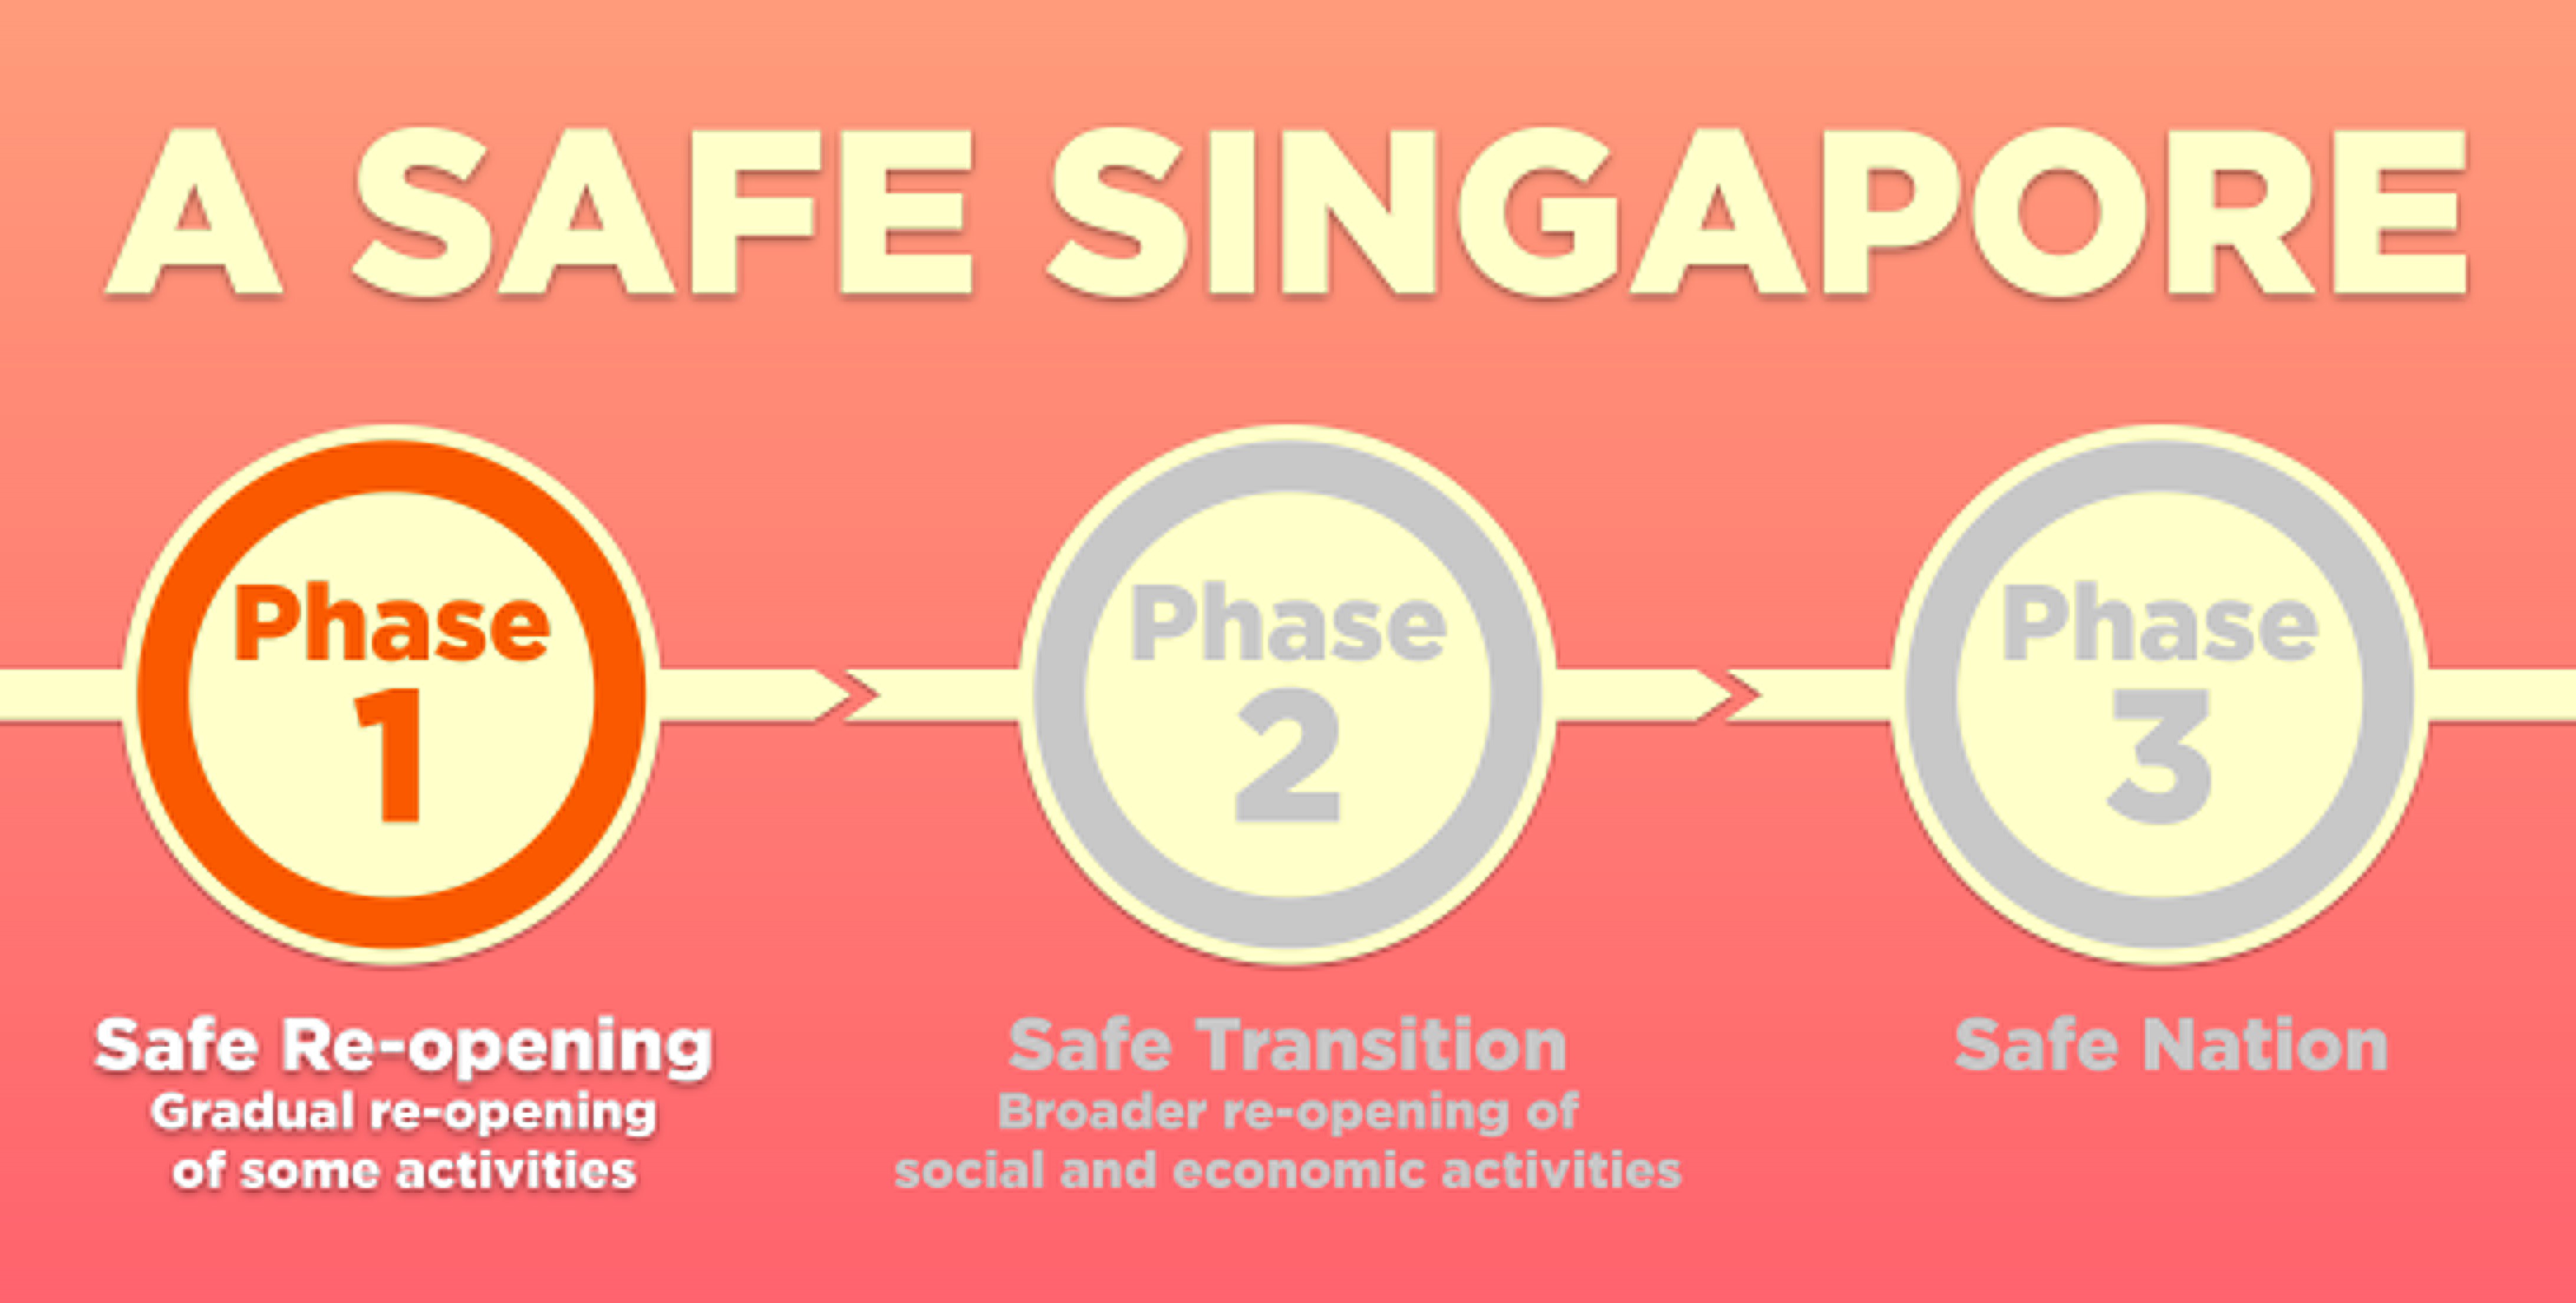 A SAFE SINGAPORE
Phase
1
Safe Re-opening
Gradual re-opening
of some activities
Phase
2
Safe Transition
Broader re-opening of
social and economic activities
Phase
3
Safe Nation